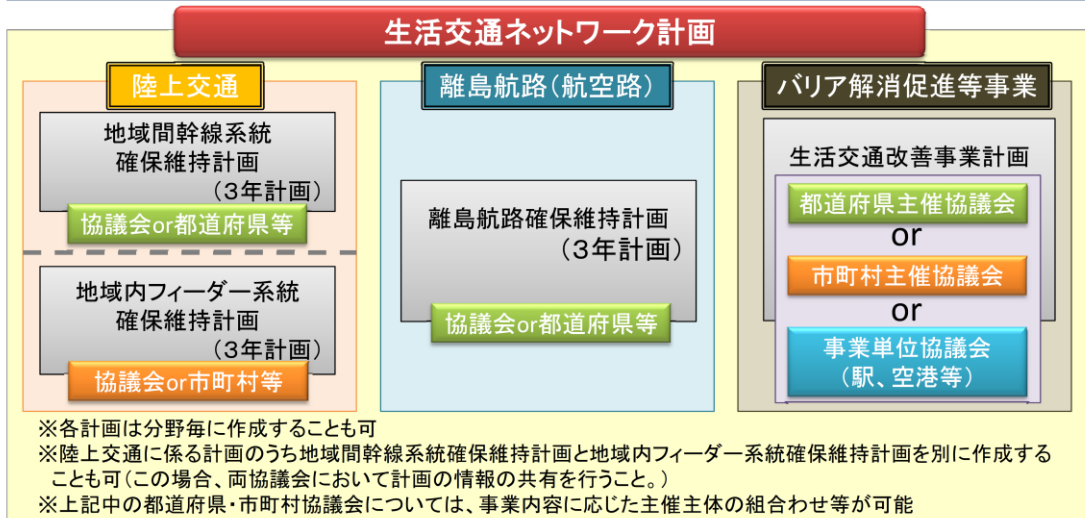 生活交通ネットワーク計画
陸上交通
地域間幹線系統
確保維持計画
(3年計画)
協議会or都道府県等
地域内フィーダー系統
確保維持計画
(3年計画)
協議会or市町村等
離島航路(航空路)
離島航路確保維持計画
(3年計画)
協議会or都道府県等
バリア解消促進等事業
生活交通改善事業計画
都道府県主催協議会
or
市町村主催協議会
or
事業単位協議会
(駅、空港等)
※各計画は分野毎に作成することも可
※陸上交通に係る計画のうち地域間幹線系統確保維持計画と地域内フィーダー系統確保維持計画を別に作成する
ことも可(この場合、両協議会において計画の情報の共有を行うこと。)
※上記中の都道府県・市町村協議会については、事業内容に応じた主催主体の組合わせ等が可能